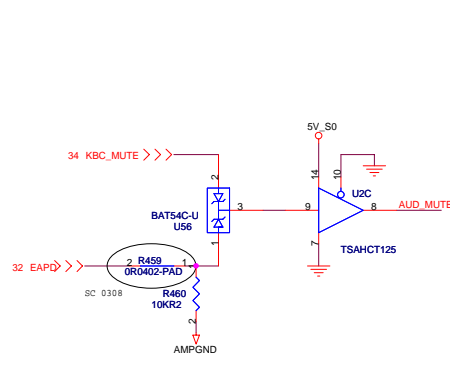 5V_S0
34 KBC_MUTE
14
10
2
U2C
BAT54C-U
U56
3
9
8
AUD_MUTE
1
7
TSAHCT125
32 EAPD
2 R459 1
0R0402-PAD
SC 0308
R460
10KR2
2
AMPGND